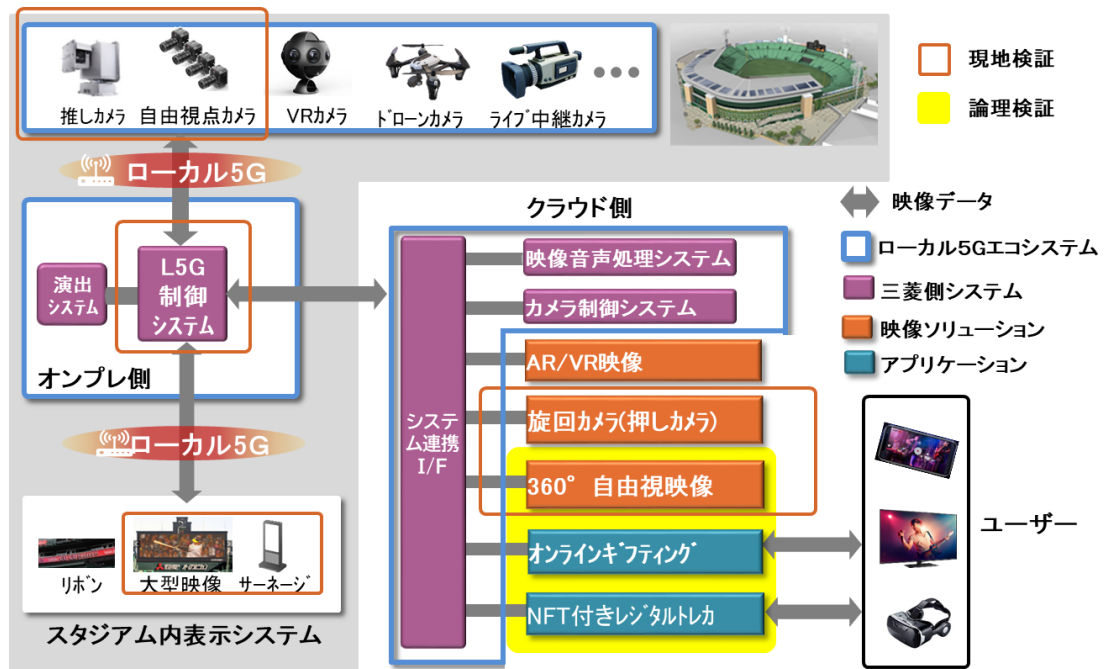 推しカメラ
自由視点カメラ
VRカメラ
ドローンカメラ
ライブ中継カメラ
●●●
現地検証
論理検証
ローカル5G
映像データ
ローカル5Gエコシステム
三菱側システム
映像ソリューション
アプリケーション
クラウド側
演出
システム
L5G
制御
システム
オンプレ側
システ
ム連携
I/F
映像音声処理システム
カメラ制御システム
AR/VR映像
旋回カメラ(押しカメラ)
360° 自由視映像
オンラインギフティング
NFT付きレジタルトレカ
ローカル5G
リボン
大型映像
サーネージ
スタジアム内表示システム
ユーザー